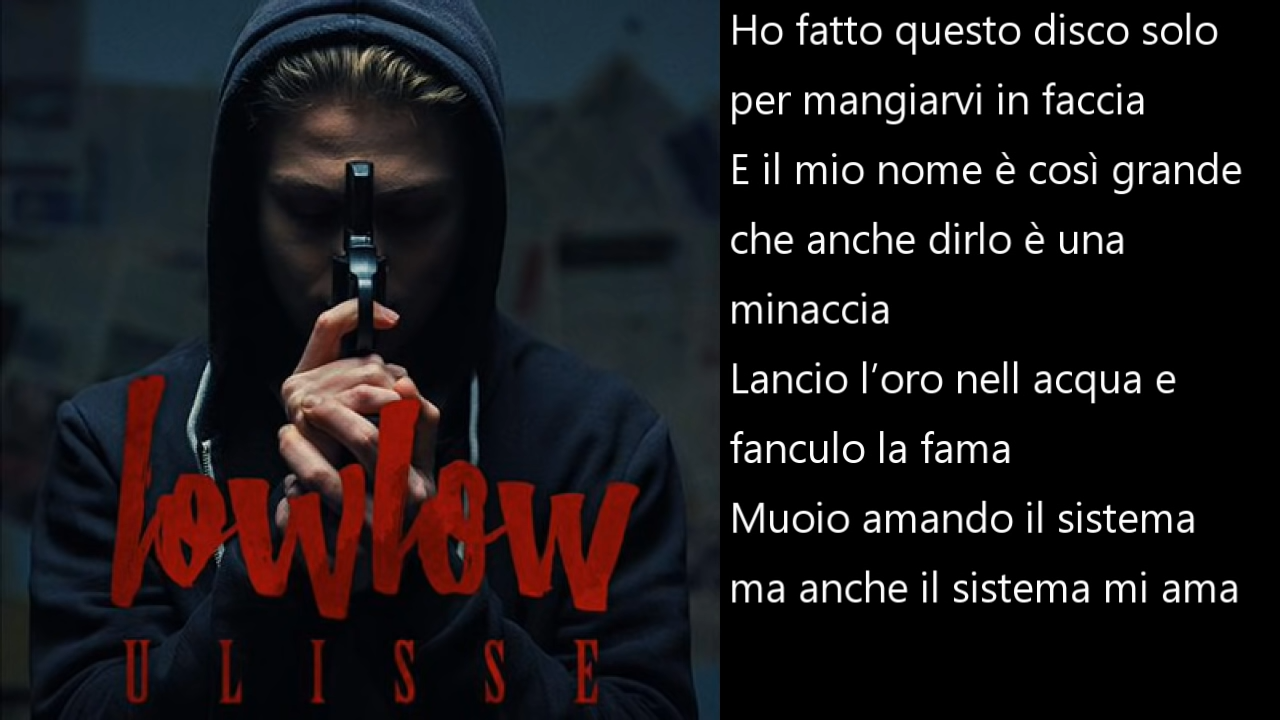 lowlow
ULISSE
Ho fatto questo disco solo
per mangiarvi in faccia
E il mio nome è così grande
che anche dirlo è una
minaccia
Lancio l’oro nell acqua e
fanculo la fama
Muoio amando il sistema
ma anche il sistema mi ama